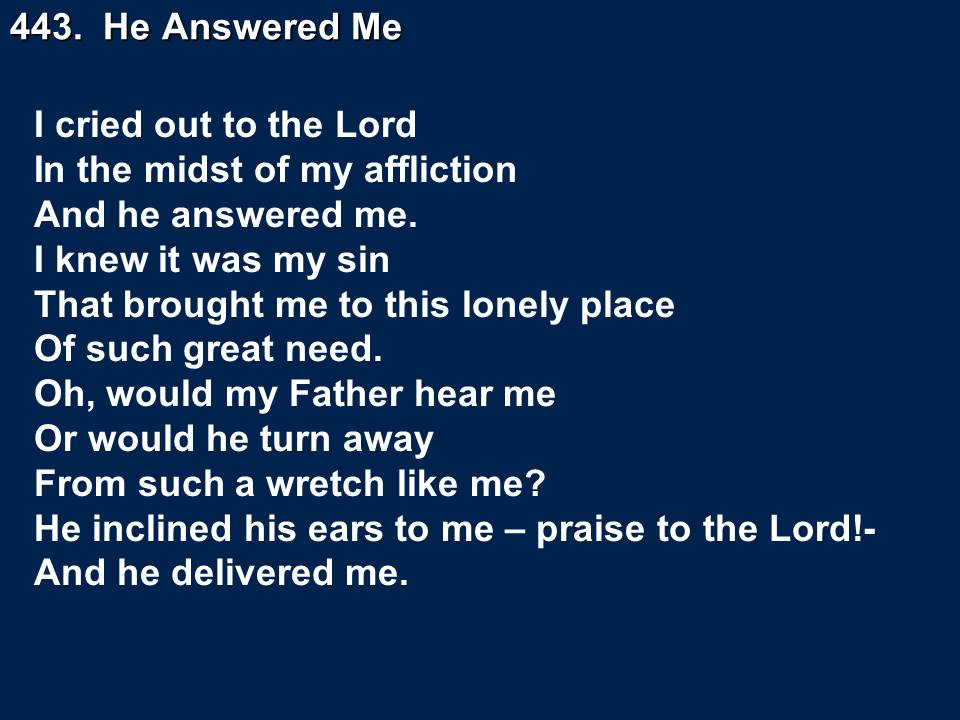 443.  He Answered Me
I cried out to the Lord
In the midst of my affliction
And he answered me.
I knew it was my sin
That brought me to this lonely place
Of such great need.
Oh, would my Father hear me
Or would he turn away
From such a wretch like me?
He inclined his ears to me – praise to the Lord!-
And he delivered me.